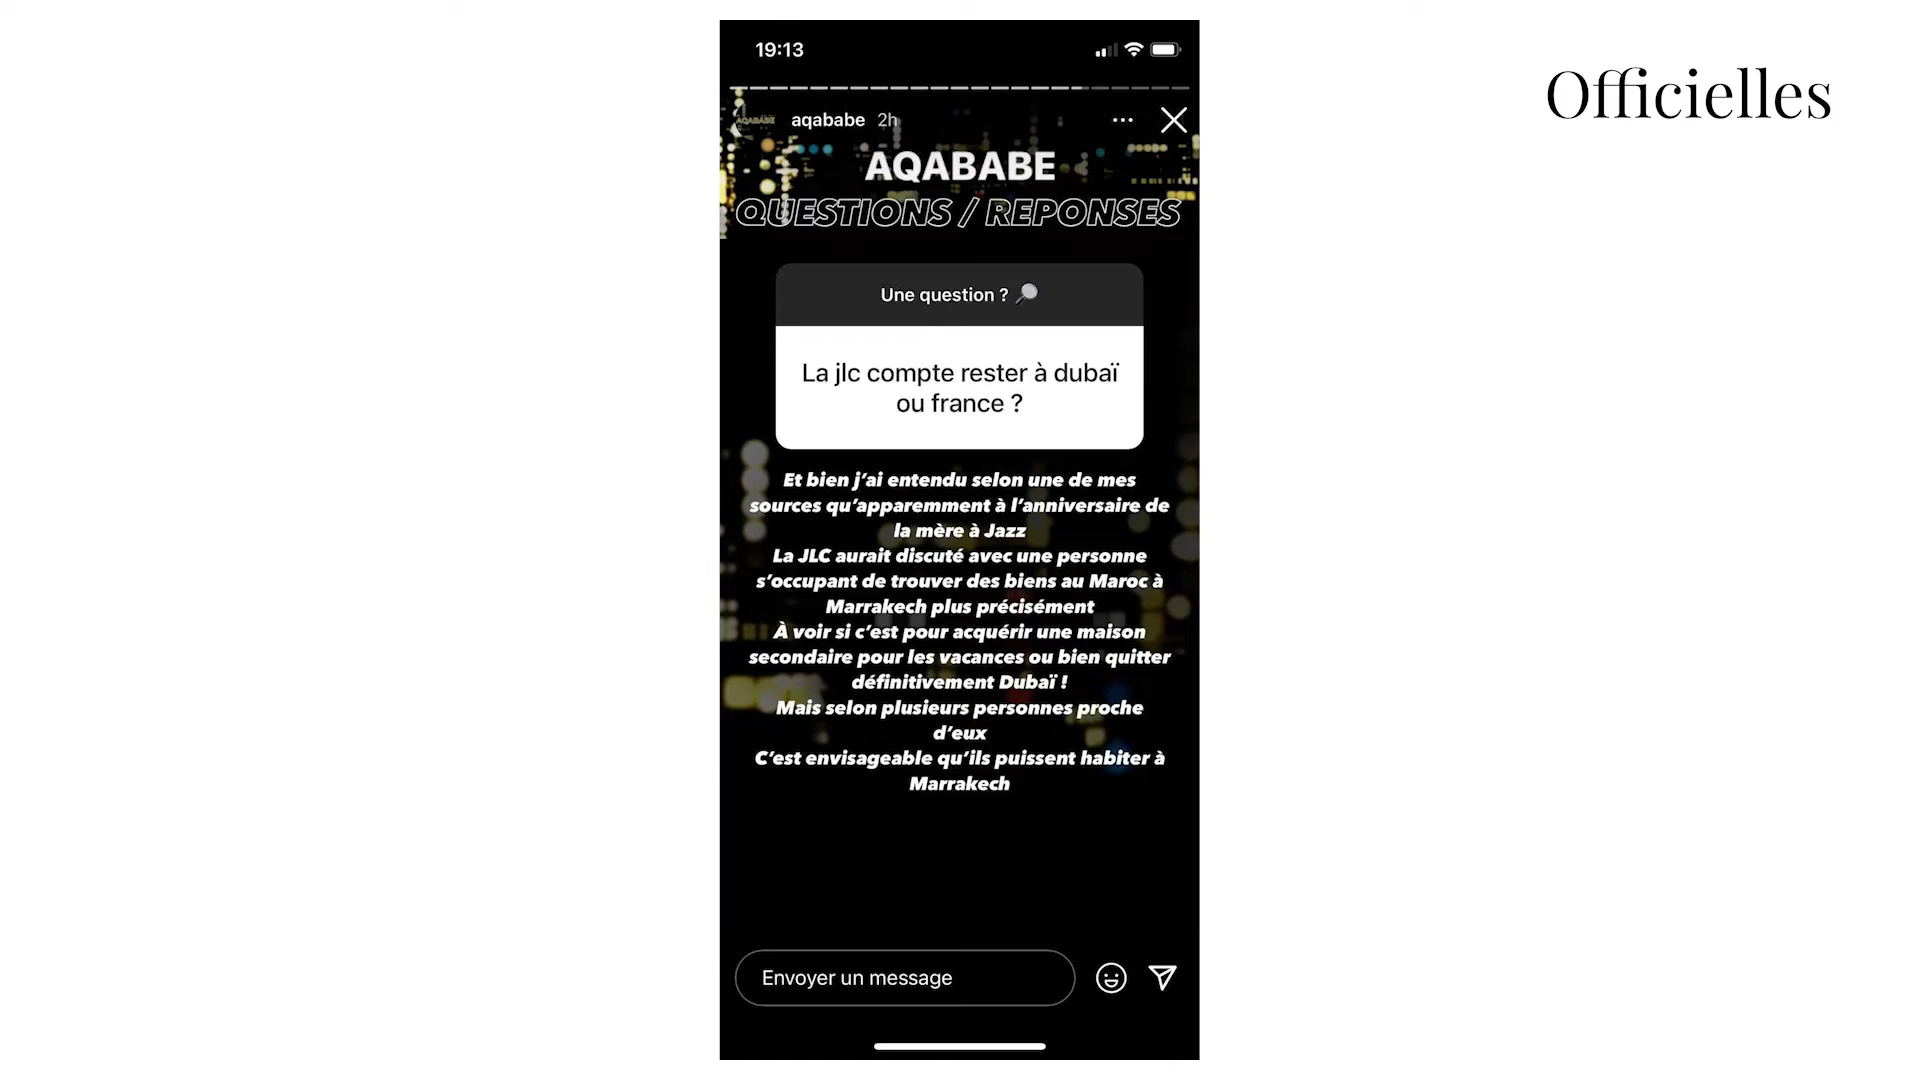 19:13
Officielles
aqababe 2h
AQABABE
QUESTIONS / REPONSES
Une question ?
La jlc compte rester à dubaï
ou france ?
Et bien j'ai entendu selon une de mes
sources qu'apparemment à l'anniversaire de
la mère à Jazz
La JLC aurait discuté avec une personne
s'occupant de trouver des biens au Maroc à
Marrakech plus précisément
À voir si c'est pour acquérir une maison
secondaire pour les vacances ou bien quitter
définitivement Dubaï !
Mais selon plusieurs personnes proche
d'eux
C'est envisageable qu'ils puissent habiter à
Marrakech
Envoyer un message